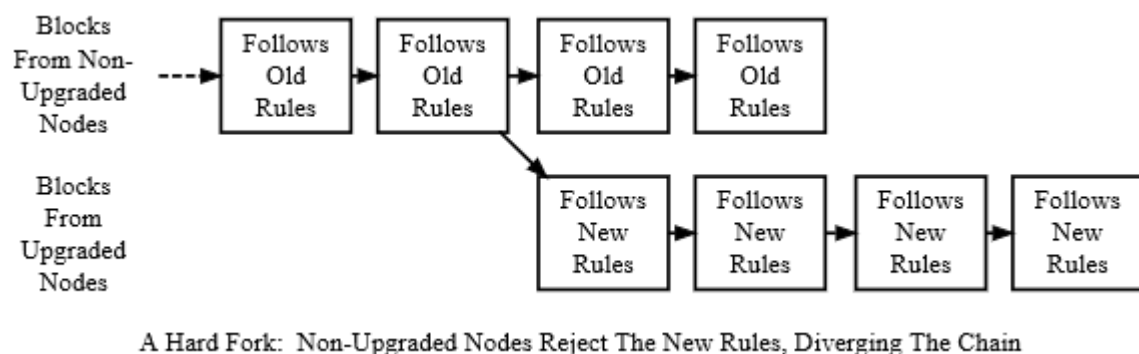 Blocks
From Non-
Upgraded
Nodes
Follows
Old
Rules
Follows
Old
Rules
Follows
Old
Rules
Follows
Old
Rules
Blocks
From
Upgraded
Nodes
Follows
New
Rules
Follows
New
Rules
Follows
New
Rules
Follows
New
Rules
A Hard Fork: Non-Upgraded Nodes Reject The New Rules, Diverging The Chain